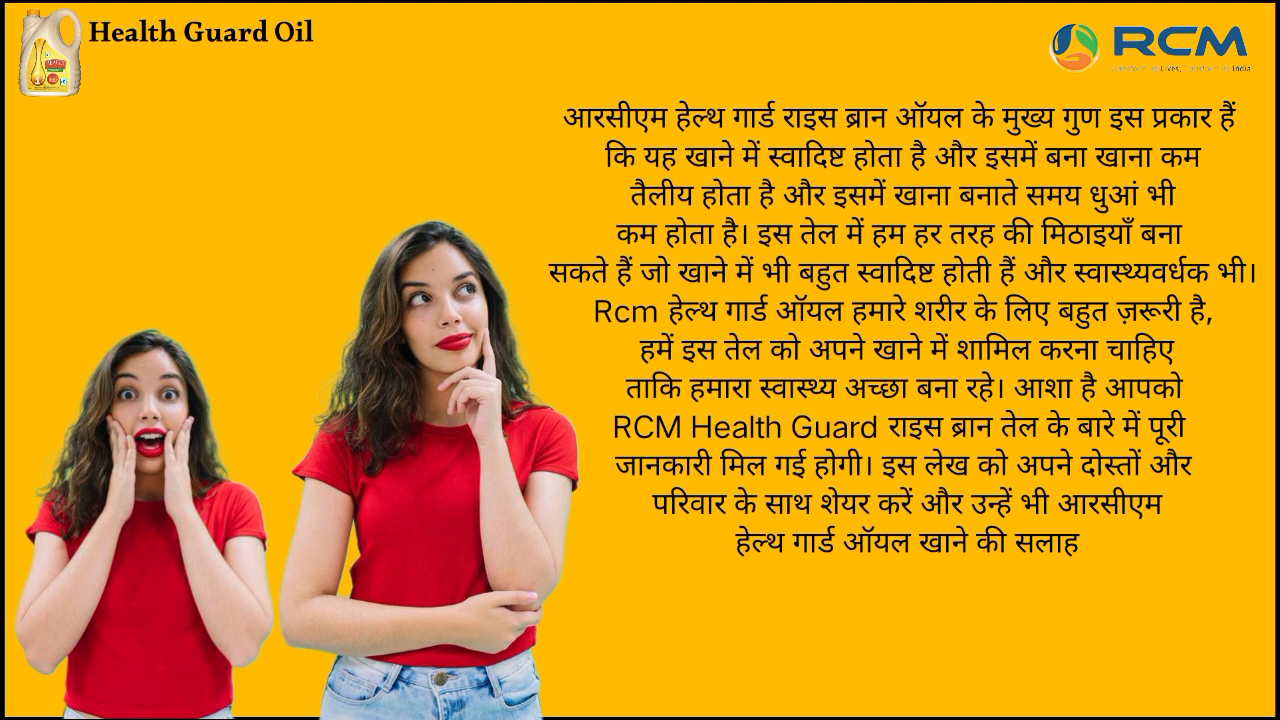 Health Guard Oil
RCM
आरसीएम हेल्थ गार्ड राइस ब्रान ऑयल के मुख्य गुण इस प्रकार हैं
कि यह खाने में स्वादिष्ट होता है और इसमें बना खाना कम
तैलीय होता है और इसमें खाना बनाते समय धुआं भी
कम होता है। इस तेल में हम हर तरह की मिठाइयाँ बना
सकते हैं जो खाने में भी बहुत स्वादिष्ट होती हैं और स्वास्थ्यवर्धक भी।
Rcm हेल्थ गार्ड ऑयल हमारे शरीर के लिए बहुत ज़रूरी है,
हमें इस तेल को अपने खाने में शामिल करना चाहिए
ताकि हमारा स्वास्थ्य अच्छा बना रहे। आशा है आपको
RCM Health Guard राइस ब्रान तेल के बारे में पूरी
जानकारी मिल गई होगी। इस लेख को अपने दोस्तों और
परिवार के साथ शेयर करें और उन्हें भी आरसीएम
हेल्थ गार्ड ऑयल खाने की सलाह